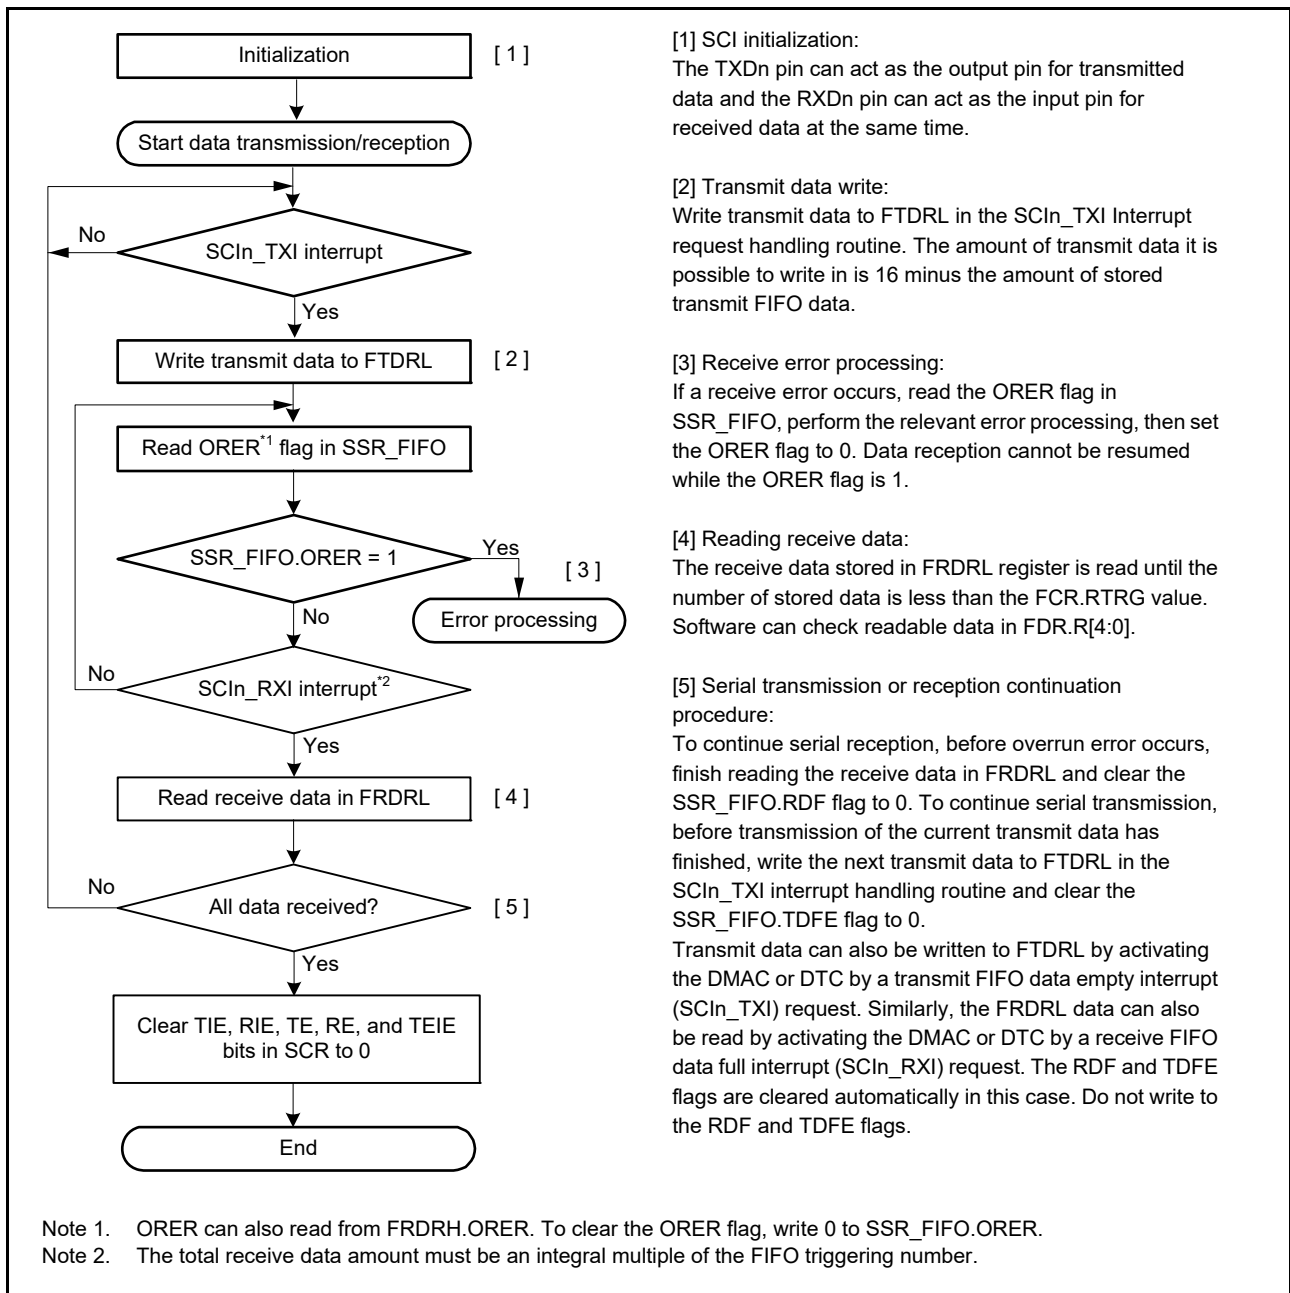 Initialization
[ 1 ]
Start data transmission/reception
No
SCIn_TXI interrupt
Yes
Write transmit data to FTDRL
[ 2 ]
Read ORER*1 flag in SSR_FIFO
SSR_FIFO.ORER = 1
Yes
[ 3 ]
Error processing
No
No
SCIn_RXI interrupt*2
Yes
Read receive data in FRDRL
[ 4 ]
No
All data received?
[ 5 ]
Yes
Clear TIE, RIE, TE, RE, and TEIE
bits in SCR to 0
End
[1] SCI initialization:
The TXDn pin can act as the output pin for transmitted
data and the RXDn pin can act as the input pin for
received data at the same time.
[2] Transmit data write:
Write transmit data to FTDRL in the SCIn_TXI Interrupt
request handling routine. The amount of transmit data it is
possible to write in is 16 minus the amount of stored
transmit FIFO data.
[3] Receive error processing:
If a receive error occurs, read the ORER flag in
SSR_FIFO, perform the relevant error processing, then set
the ORER flag to 0. Data reception cannot be resumed
while the ORER flag is 1.
[4] Reading receive data:
The receive data stored in FRDRL register is read until the
number of stored data is less than the FCR.RTRG value.
Software can check readable data in FDR.R[4:0].
[5] Serial transmission or reception continuation
procedure:
To continue serial reception, before overrun error occurs,
finish reading the receive data in FRDRL and clear the
SSR_FIFO.RDF flag to 0. To continue serial transmission,
before transmission of the current transmit data has
finished, write the next transmit data to FTDRL in the
SCIn_TXI interrupt handling routine and clear the
SSR_FIFO.TDFE flag to 0.
Transmit data can also be written to FTDRL by activating
the DMAC or DTC by a transmit FIFO data empty interrupt
(SCIn_TXI) request. Similarly, the FRDRL data can also
be read by activating the DMAC or DTC by a receive FIFO
data full interrupt (SCIn_RXI) request. The RDF and TDFE
flags are cleared automatically in this case. Do not write to
the RDF and TDFE flags.
Note 1. ORER can also read from FRDRH.ORER. To clear the ORER flag, write 0 to SSR_FIFO.ORER.
Note 2. The total receive data amount must be an integral multiple of the FIFO triggering number.